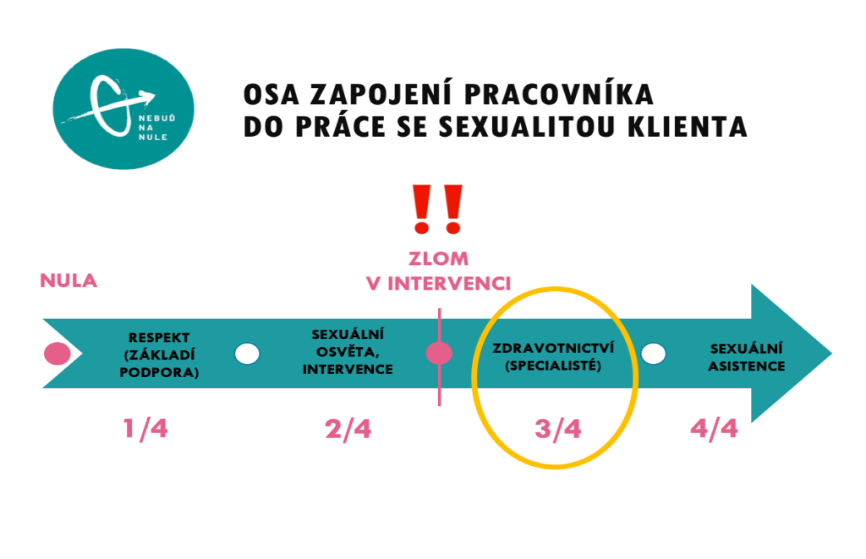 NEBUĎ
NA
NULE
OSA ZAPOJENÍ PRACOVNÍKA
DO PRÁCE SE SEXUALITOU KLIENTA
!!
ZLOM
V INTERVENCI
NULA
RESPEKT
(ZÁKLADÍ
PODPORA)
SEXUÁLNÍ
OSVĚTA,
INTERVENCE
ZDRAVOTNICTVÍ
(SPECIALISTÉ)
SEXUÁLNÍ
ASISTENCE
1/4
2/4
3/4
4/4